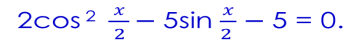 2cos² x/2 − 5sin x/2 − 5 = 0.